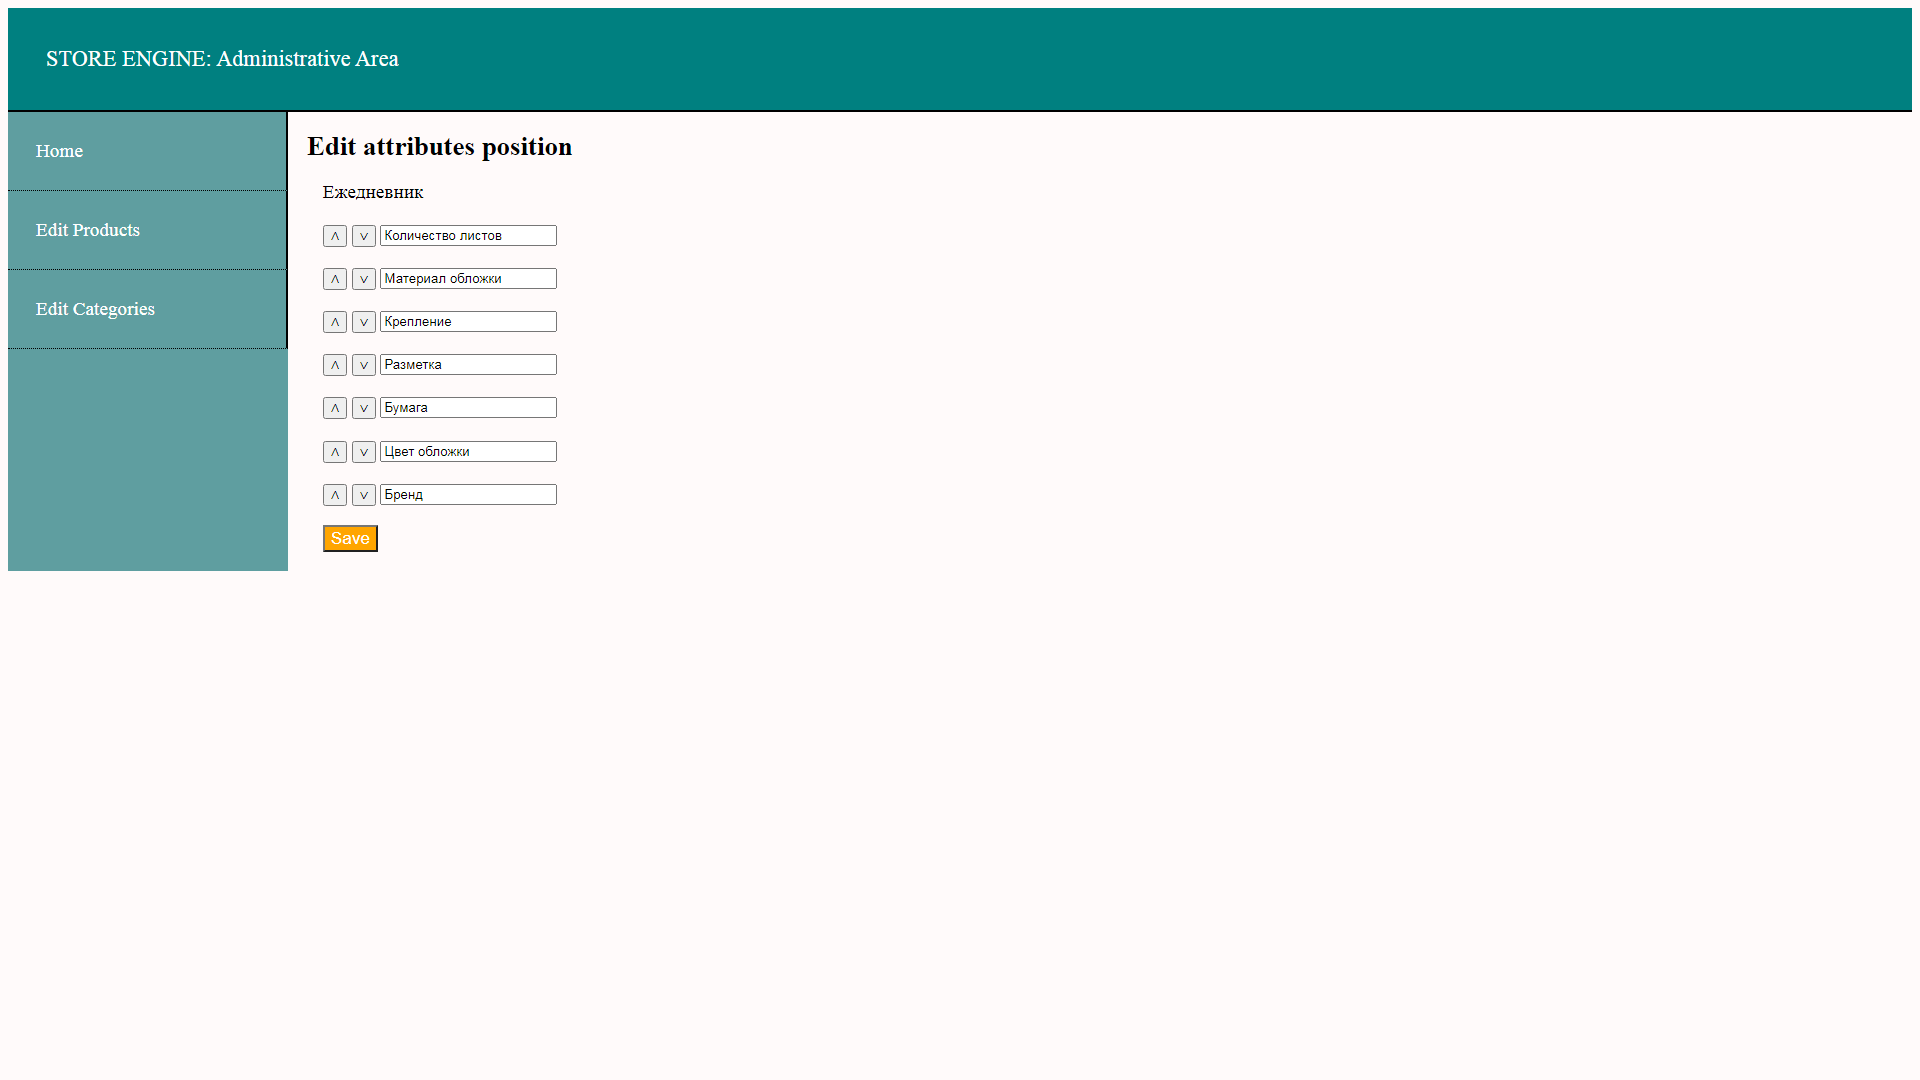 STORE ENGINE: Administrative Area
Home
Edit Products
Edit Categories
Edit attributes position
Ежедневник
˄ ˅ Количество листов
˄ ˅ Материал обложки
˄ ˅ Крепление
˄ ˅ Разметка
˄ ˅ Бумага
˄ ˅ Цвет обложки
˄ ˅ Бренд
Save